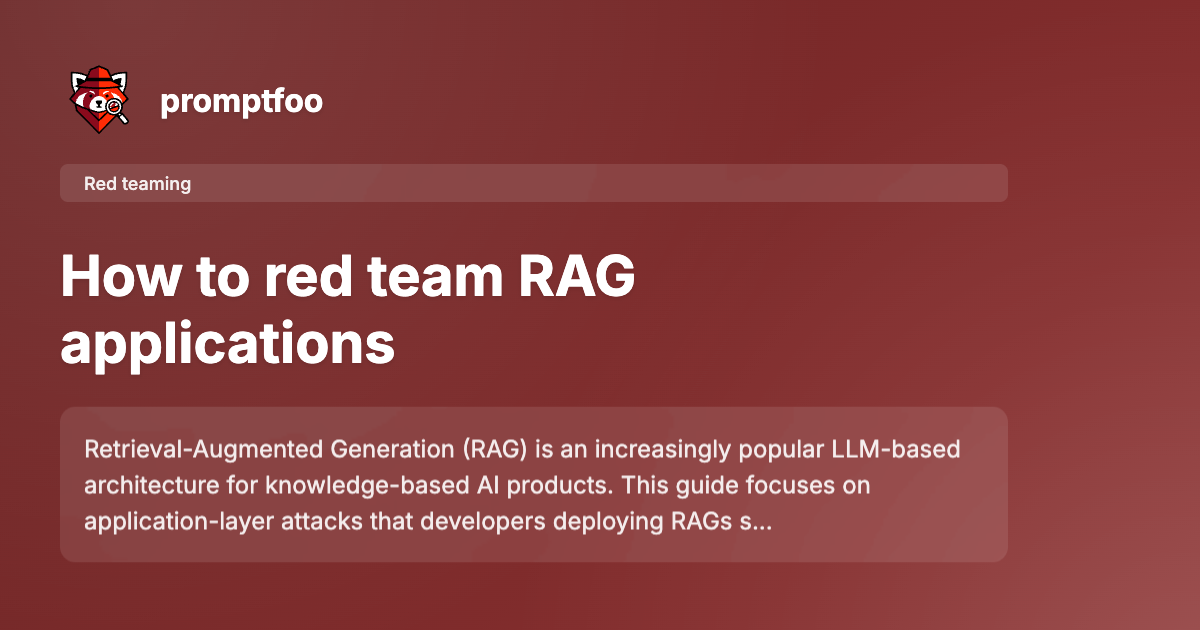 promptfoo
Red teaming
How to red team RAG
applications
Retrieval-Augmented Generation (RAG) is an increasingly popular LLM-based
architecture for knowledge-based AI products. This guide focuses on
application-layer attacks that developers deploying RAGs s...